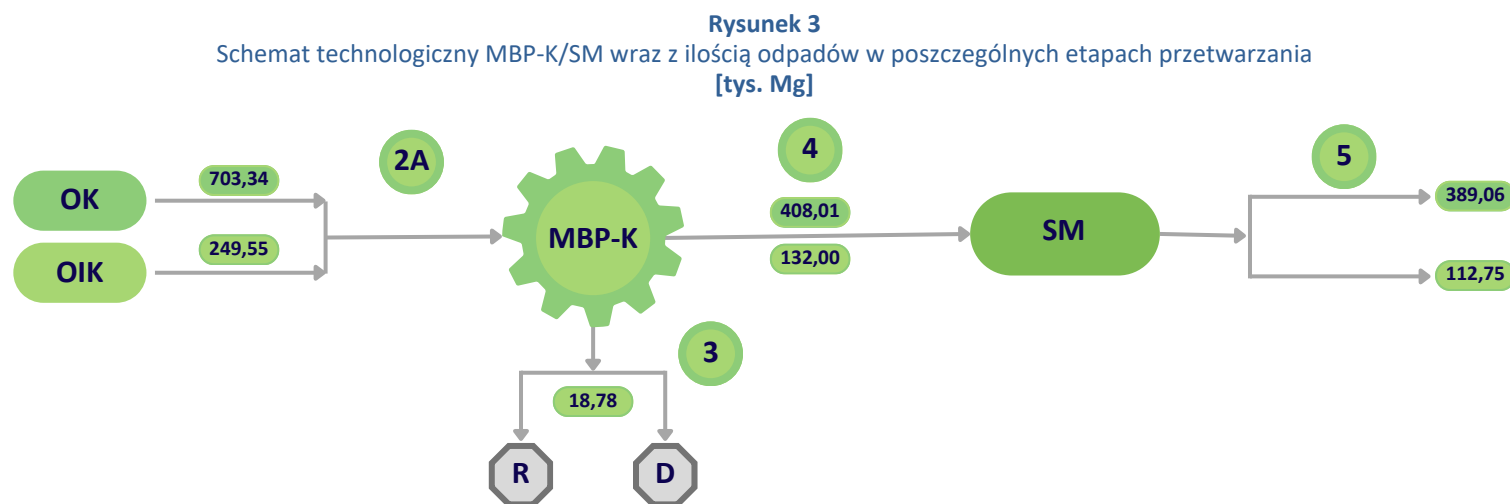 Rysunek 3
Schemat technologiczny MBP-K/SM wraz z ilością odpadów w poszczególnych etapach przetwarzania
[tys. Mg]
OK
703,34
2A
MBP-K
4
408,01
SM
5
389,06
OIK
249,55
132,00
112,75
3
18,78
R
D